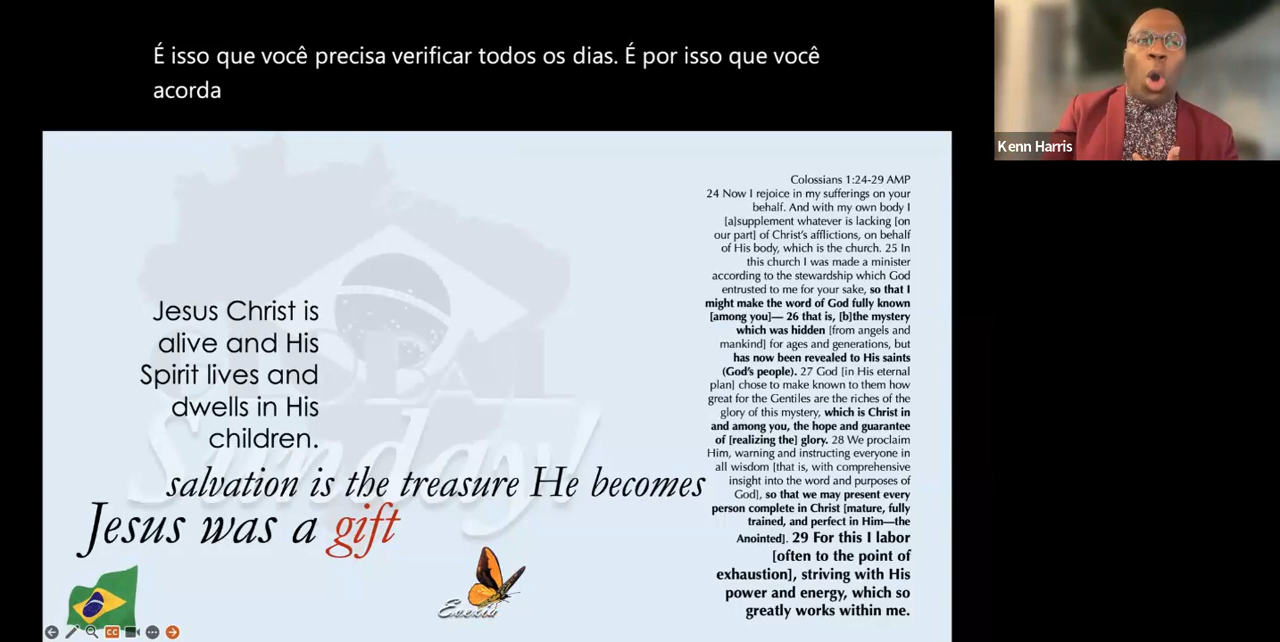 É isso que você precisa verificar todos os dias. É por isso que você
acorda
Kenn Harris
Jesus Christ is
alive and His
Spirit lives and
dwells in His
children.
salvation is the treasure He becomes
Jesus was a gift
Colossians 1:24-29 AMP
24 Now I rejoice in my sufferings on your
behalf. And with my own body I
[a]supplement whatever is lacking [on
our part] of Christ's afflictions, on behalf
of His body, which is the church. 25 In
this church I was made a minister
according to the stewardship which God
entrusted to me for your sake, so that I
might make the word of God fully known
[among you]— 26 that is, [b]the mystery
which was hidden [from angels and
mankind] for ages and generations, but
has now been revealed to His saints
(God's people). 27 God [in His eternal
plan] chose to make known to them how
great for the Gentiles are the riches of the
glory of this mystery, which is Christ in
and among you, the hope and guarantee
of [realizing the] glory. 28 We proclaim
Him, warning and instructing everyone in
all wisdom [that is, with comprehensive
insight into the word and purposes of
God], so that we may present every
person complete in Christ [mature, fully
trained, and perfect in Him—the
Anointed]. 29 For this I labor
[often to the point of
exhaustion], striving with His
power and energy, which so
greatly works within me.
Sunday!
CC